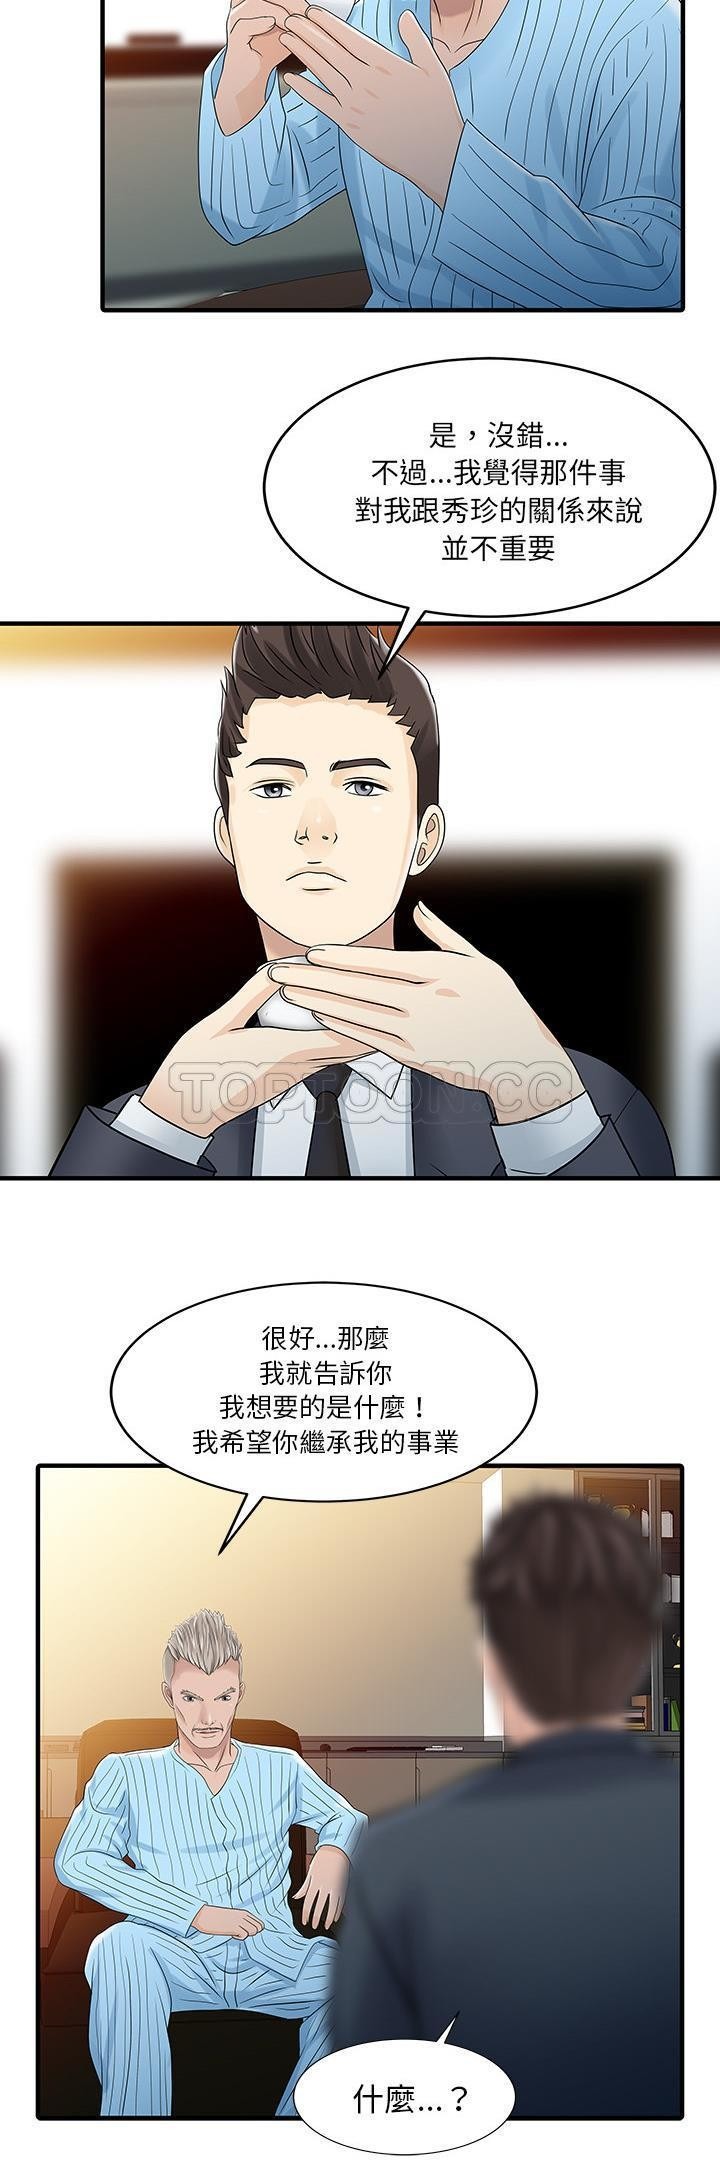 是，沒錯...
不過...我覺得那件事
對我跟秀珍的關係來說
並不重要
TOPTOON.CC
很好...那麼
我就告訴你
我想要的是什麼！
我希望你繼承我的事業
什麼...？